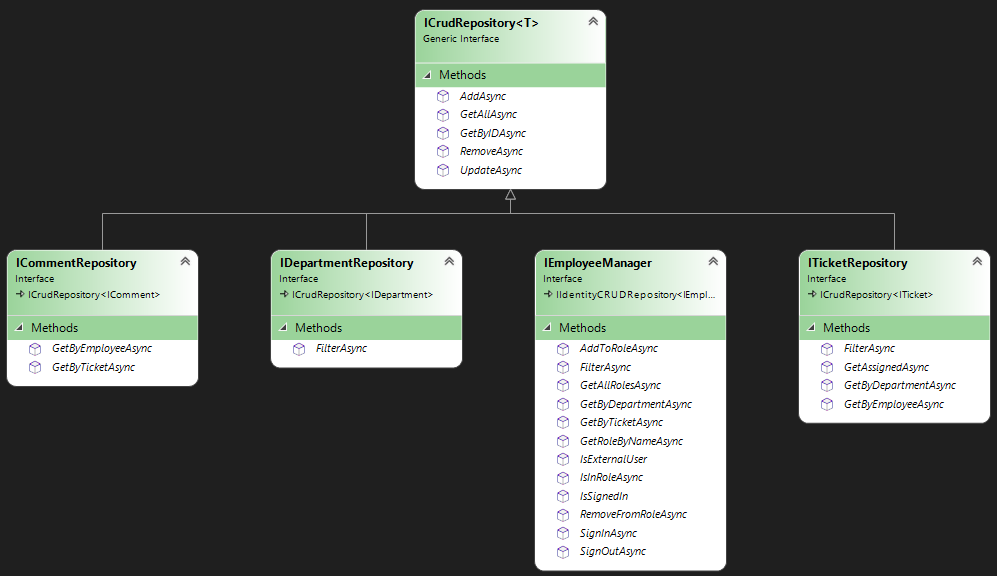 ICrudRepository<T>
Generic Interface
Methods
AddAsync
GetAllAsync
GetByIDAsync
RemoveAsync
UpdateAsync
ICommentRepository
Interface
ICrudRepository<IComment>
Methods
GetByEmployeeAsync
GetByTicketAsync
IDepartmentRepository
Interface
ICrudRepository<IDepartment>
Methods
FilterAsync
IEmployeeManager
Interface
IIdentityCRUDRepository<IEmpl...
Methods
AddToRoleAsync
FilterAsync
GetAllRolesAsync
GetByDepartmentAsync
GetByTicketAsync
GetRoleByNameAsync
IsExternalUser
IsInRoleAsync
IsSignedIn
RemoveFromRoleAsync
SignInAsync
SignOutAsync
ITicketRepository
Interface
ICrudRepository<ITicket>
Methods
FilterAsync
GetAssignedAsync
GetByDepartmentAsync
GetByEmployeeAsync